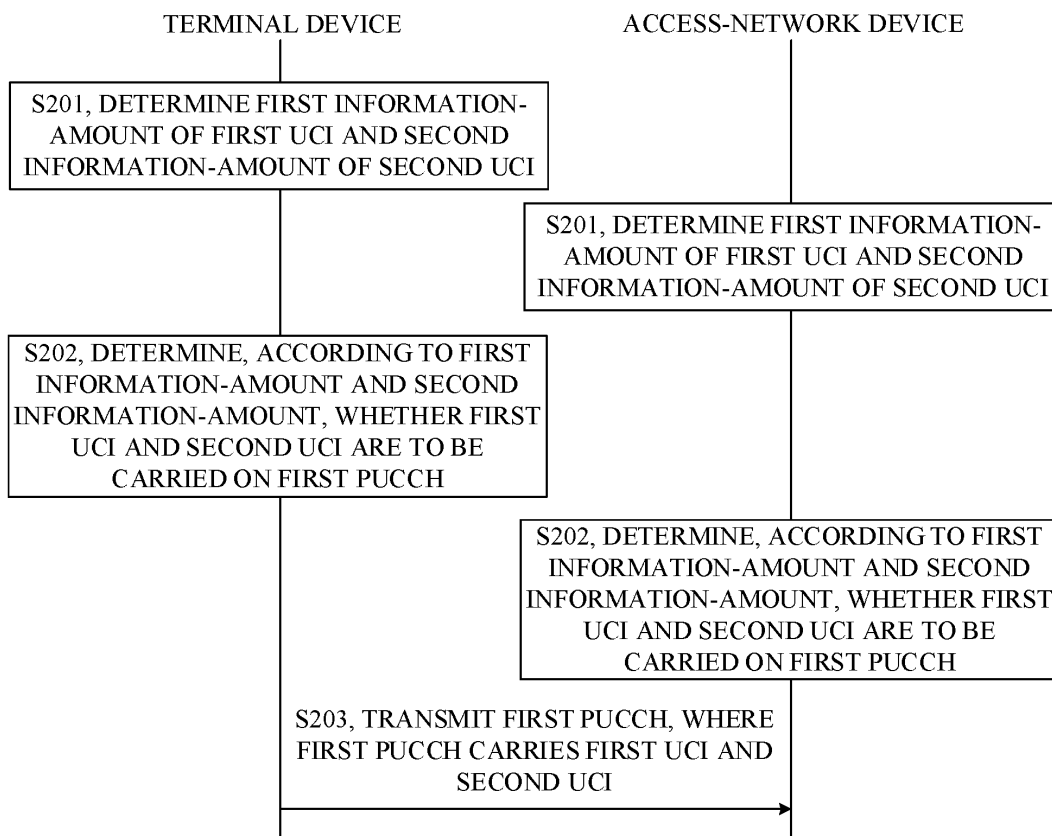 TERMINAL DEVICE
ACCESS-NETWORK DEVICE
S201, DETERMINE FIRST INFORMATION-
AMOUNT OF FIRST UCI AND SECOND
INFORMATION-AMOUNT OF SECOND UCI
S201, DETERMINE FIRST INFORMATION-
AMOUNT OF FIRST UCI AND SECOND
INFORMATION-AMOUNT OF SECOND UCI
S202, DETERMINE, ACCORDING TO FIRST
INFORMATION-AMOUNT AND SECOND
INFORMATION-AMOUNT, WHETHER FIRST
UCI AND SECOND UCI ARE TO BE
CARRIED ON FIRST PUCCH
S202, DETERMINE, ACCORDING TO FIRST
INFORMATION-AMOUNT AND SECOND
INFORMATION-AMOUNT, WHETHER FIRST
UCI AND SECOND UCI ARE TO BE
CARRIED ON FIRST PUCCH
S203, TRANSMIT FIRST PUCCH, WHERE
FIRST PUCCH CARRIES FIRST UCI AND
SECOND UCI